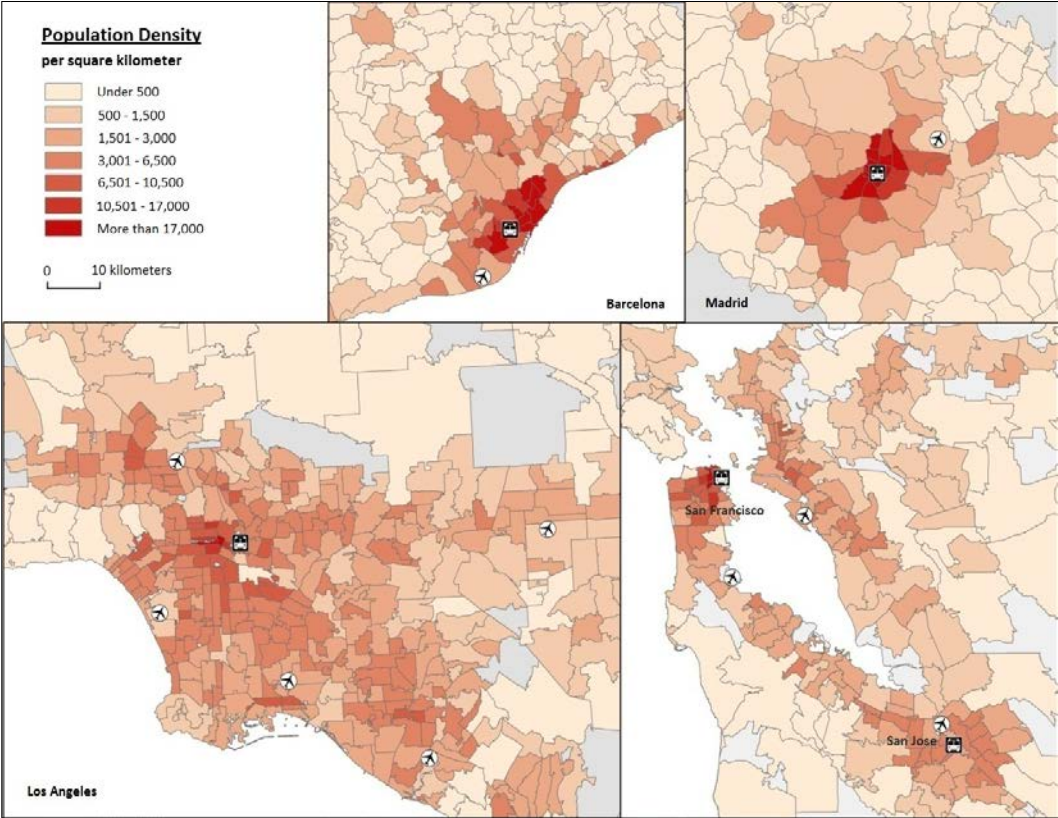 Population Density
per square kilometer
Under 500
500 - 1,500
1,501 - 3,000
3,001 - 6,500
6,501 - 10,500
10,501 - 17,000
More than 17,000
0 10 kilometers
Barcelona
Madrid
San Francisco
San Jose
Los Angeles